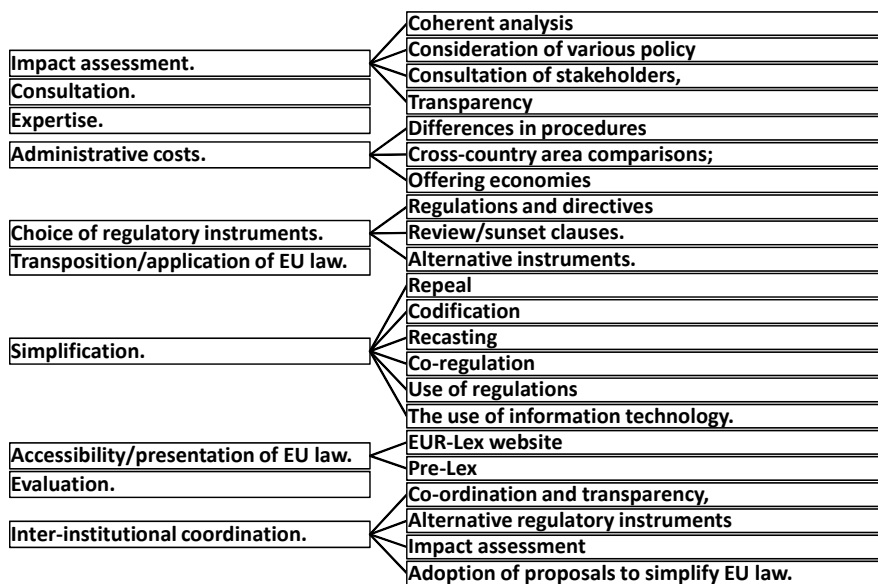 Impact assessment.
Coherent analysis
Consideration of various policy
Consultation of stakeholders,
Transparency
Consultation.
Expertise.
Administrative costs.
Differences in procedures
Cross-country area comparisons;
Offering economies
Choice of regulatory instruments.
Regulations and directives
Review/sunset clauses.
Alternative instruments.
Transposition/application of EU law.
Simplification.
Repeal
Codification
Recasting
Co-regulation
Use of regulations
The use of information technology.
Accessibility/presentation of EU law.
EUR-Lex website
Pre-Lex
Evaluation.
Inter-institutional coordination.
Co-ordination and transparency,
Alternative regulatory instruments
Impact assessment
Adoption of proposals to simplify EU law.